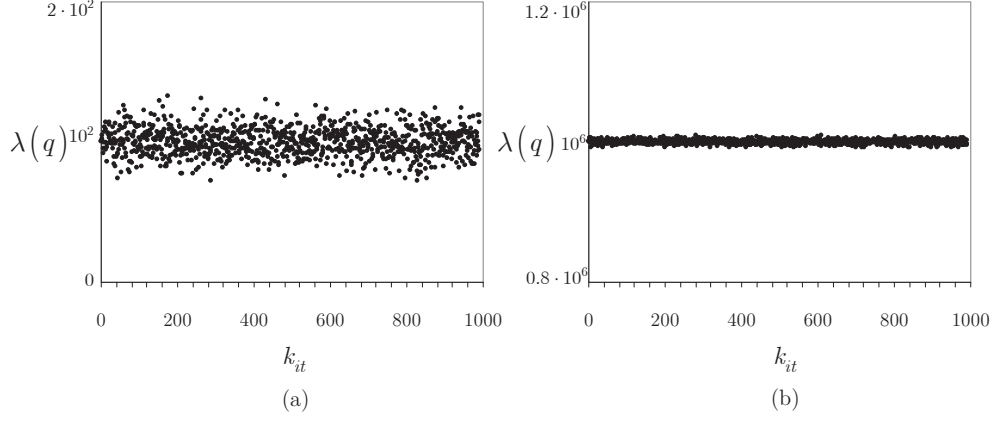 2 · 10² 1.2 · 10⁶
λ(q) 10² λ(q) 10⁶
0 0.8 · 10⁶
0 200 400 600 800 1000 0 200 400 600 800 1000
k_it k_it
(a) (b)